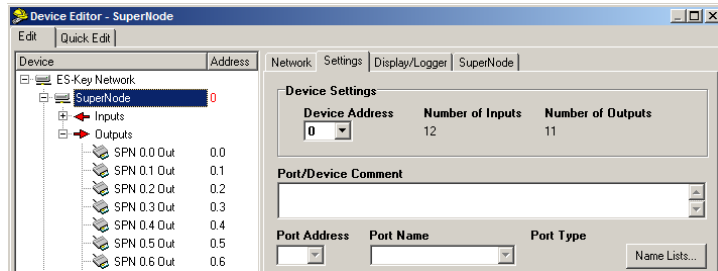 Device Editor - SuperNode
Edit Quick Edit
Device Address
ES-Key Network
SuperNode 0
Inputs
Outputs
SPN 0.0 Out 0.0
SPN 0.1 Out 0.1
SPN 0.2 Out 0.2
SPN 0.3 Out 0.3
SPN 0.4 Out 0.4
SPN 0.5 Out 0.5
SPN 0.6 Out 0.6
Network Settings Display/Logger SuperNode
Device Settings
Device Address Number of Inputs Number of Outputs
0 12 11
Port/Device Comment
Port Address Port Name Port Type
Name Lists...